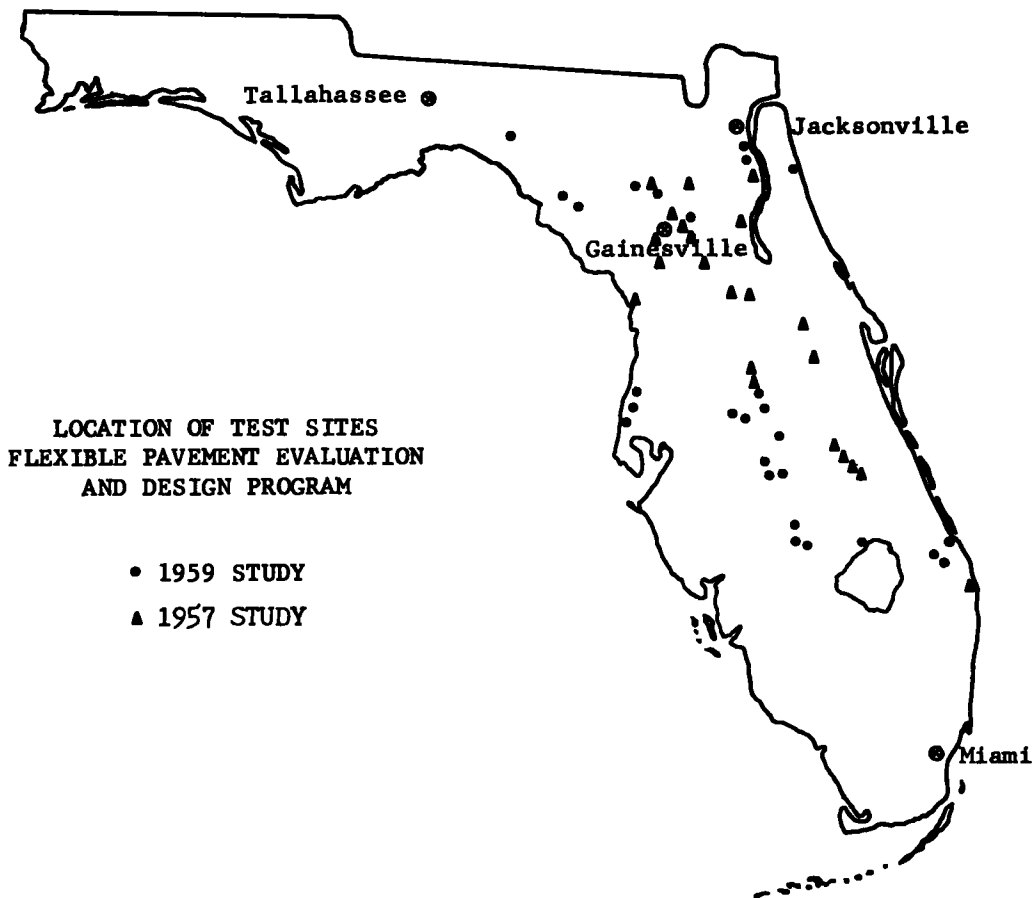 Tallahassee
Jacksonville
Gainesville
LOCATION OF TEST SITES
FLEXIBLE PAVEMENT EVALUATION
AND DESIGN PROGRAM
• 1959 STUDY
▲ 1957 STUDY
Miami